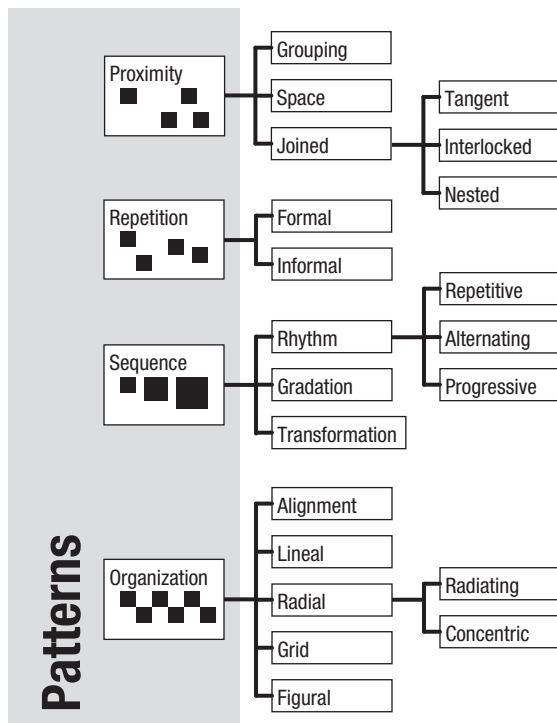 Patterns
Proximity
Grouping
Space
Joined
Tangent
Interlocked
Nested
Repetition
Formal
Informal
Sequence
Rhythm
Gradation
Transformation
Repetitive
Alternating
Progressive
Organization
Alignment
Lineal
Radial
Grid
Figural
Radiating
Concentric